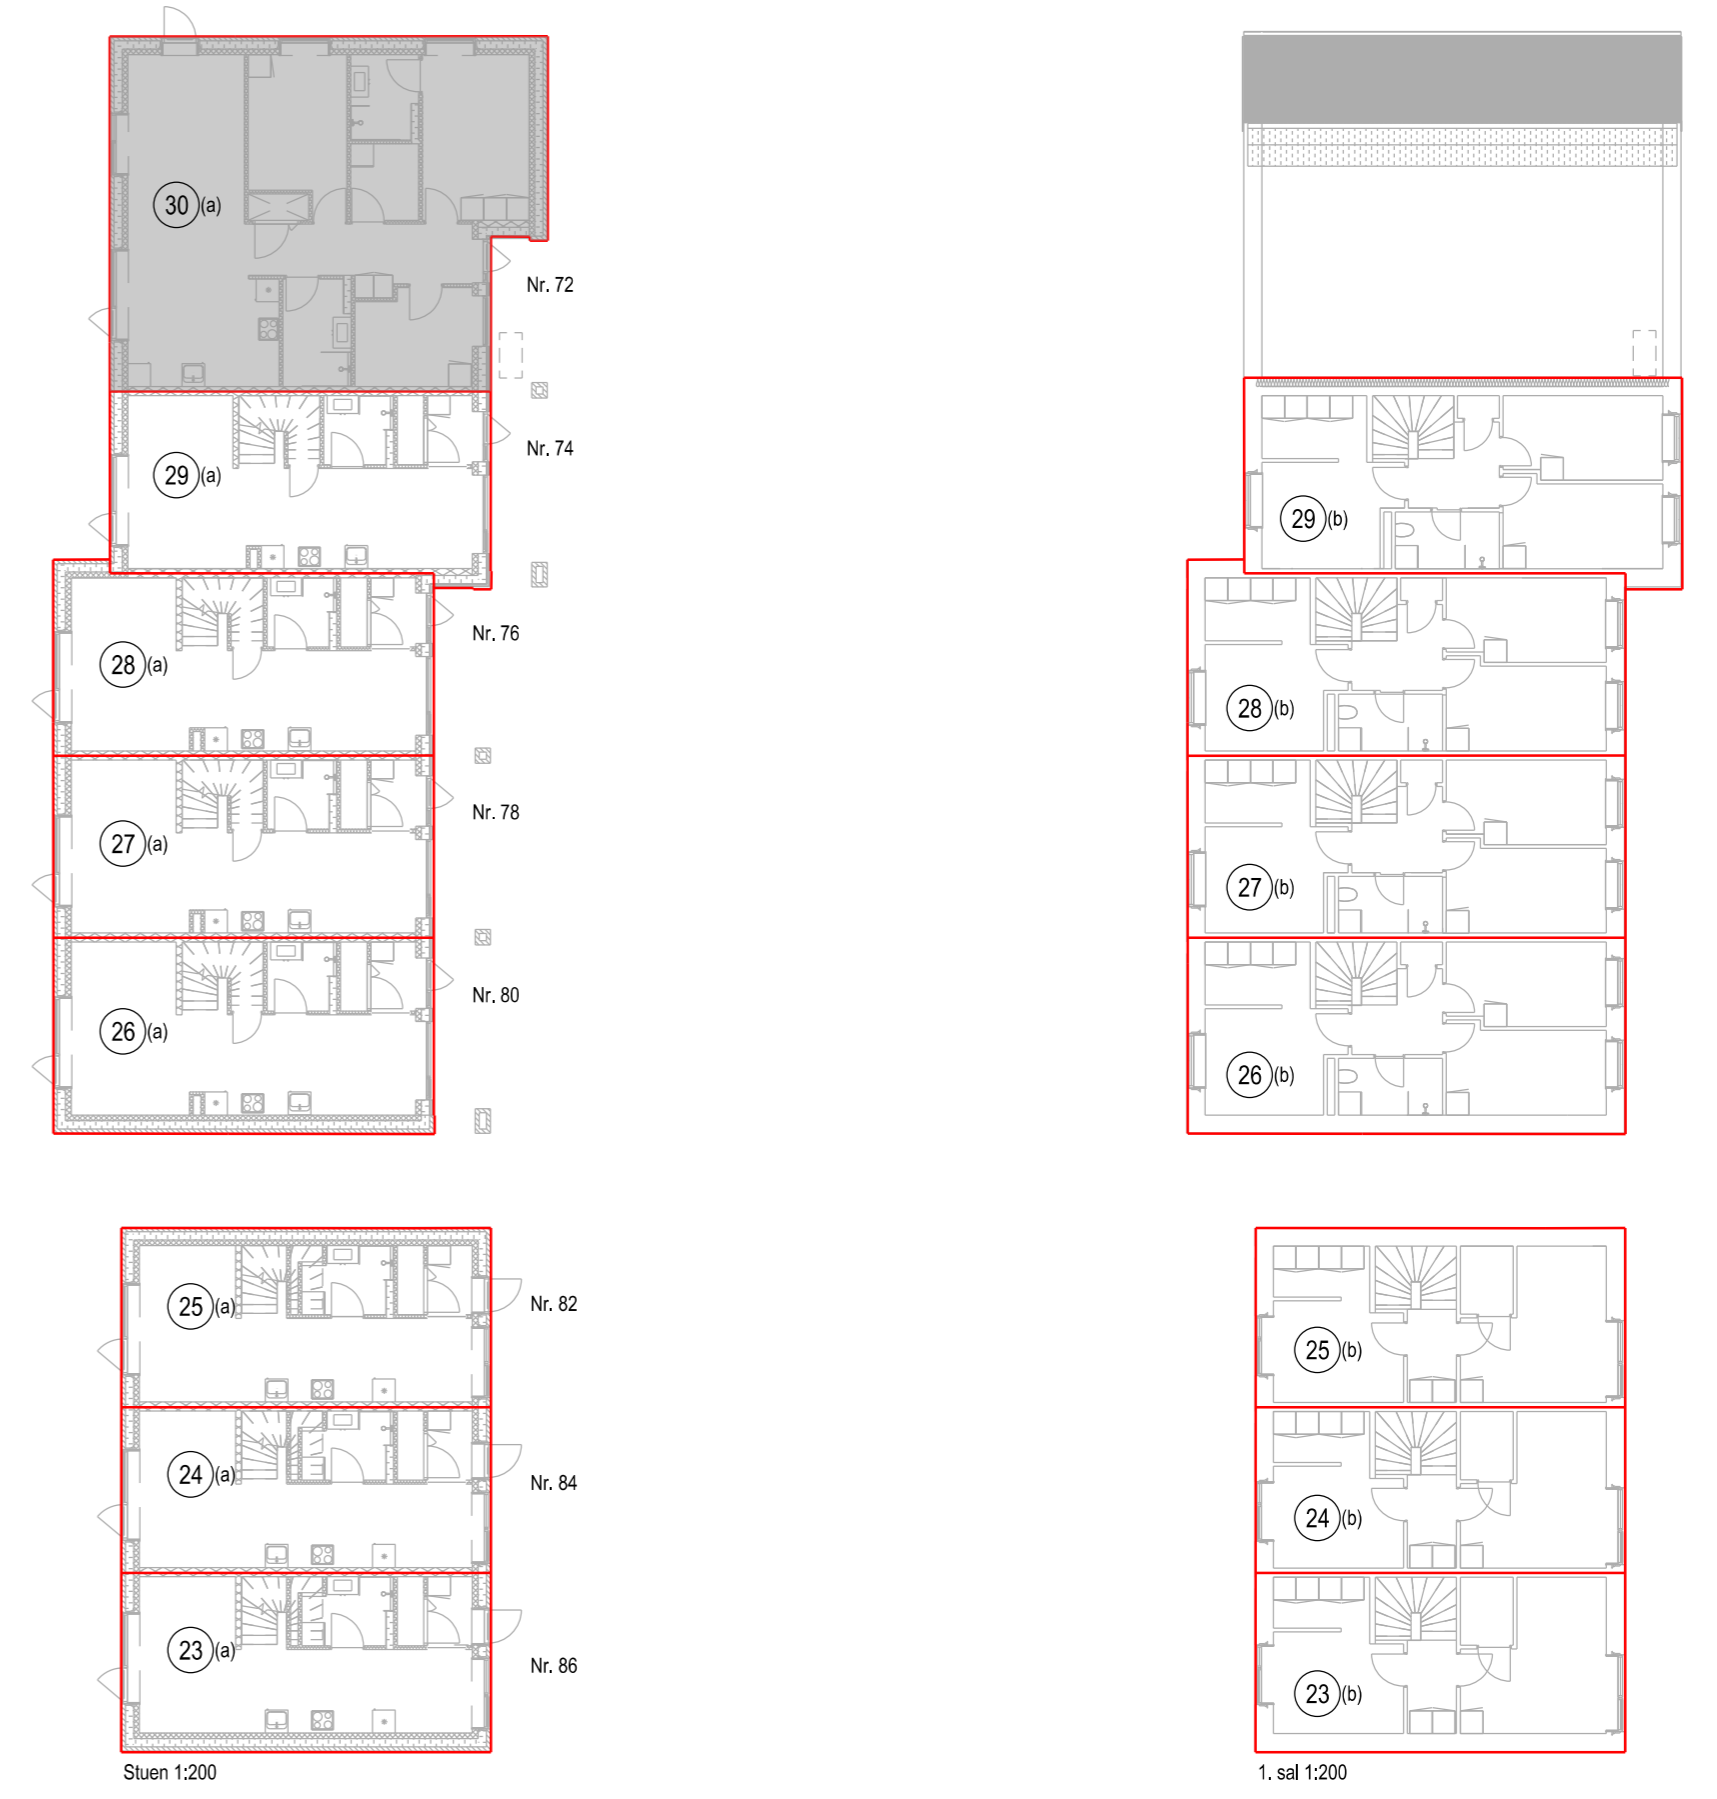 30 (a)
Nr. 72
Nr. 74
29 (a)
29 (b)
Nr. 76
28 (a)
28 (b)
Nr. 78
27 (a)
27 (b)
Nr. 80
26 (a)
26 (b)
25 (a)
Nr. 82
25 (b)
24 (a)
Nr. 84
24 (b)
23 (a)
Nr. 86
23 (b)
Stuen 1:200
1. sal 1:200